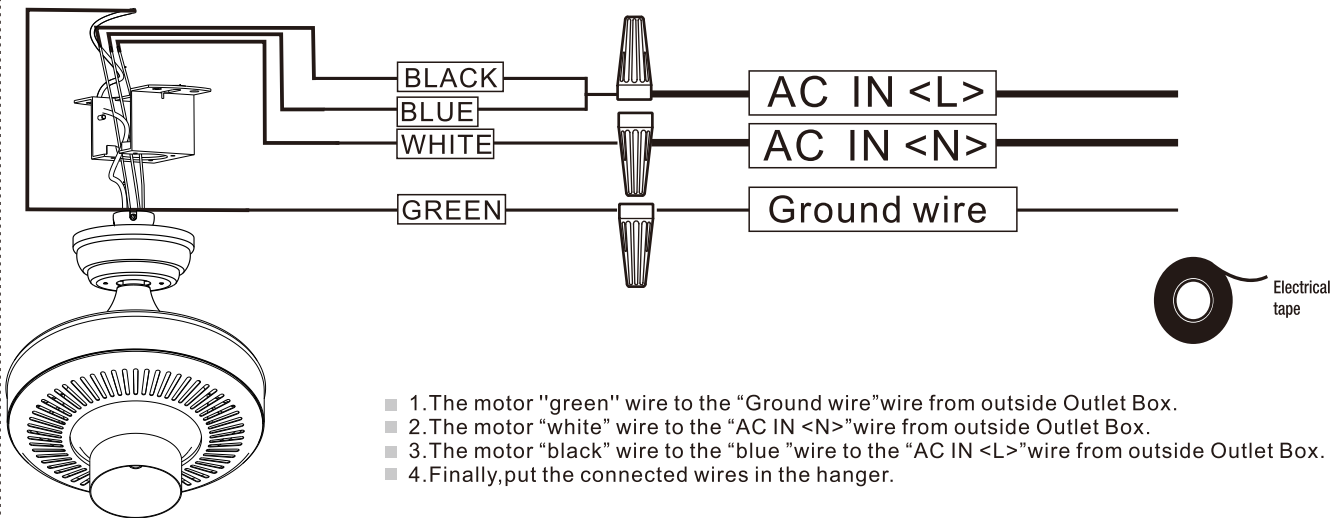 BLACK
BLUE
WHITE
GREEN
AC IN <L>
AC IN <N>
Ground wire
Electrical
tape
1.The motor ''green'' wire to the “Ground wire”wire from outside Outlet Box.
2.The motor “white” wire to the “AC IN <N>”wire from outside Outlet Box.
3.The motor “black” wire to the “blue ”wire to the “AC IN <L>”wire from outside Outlet Box.
4.Finally,put the connected wires in the hanger.